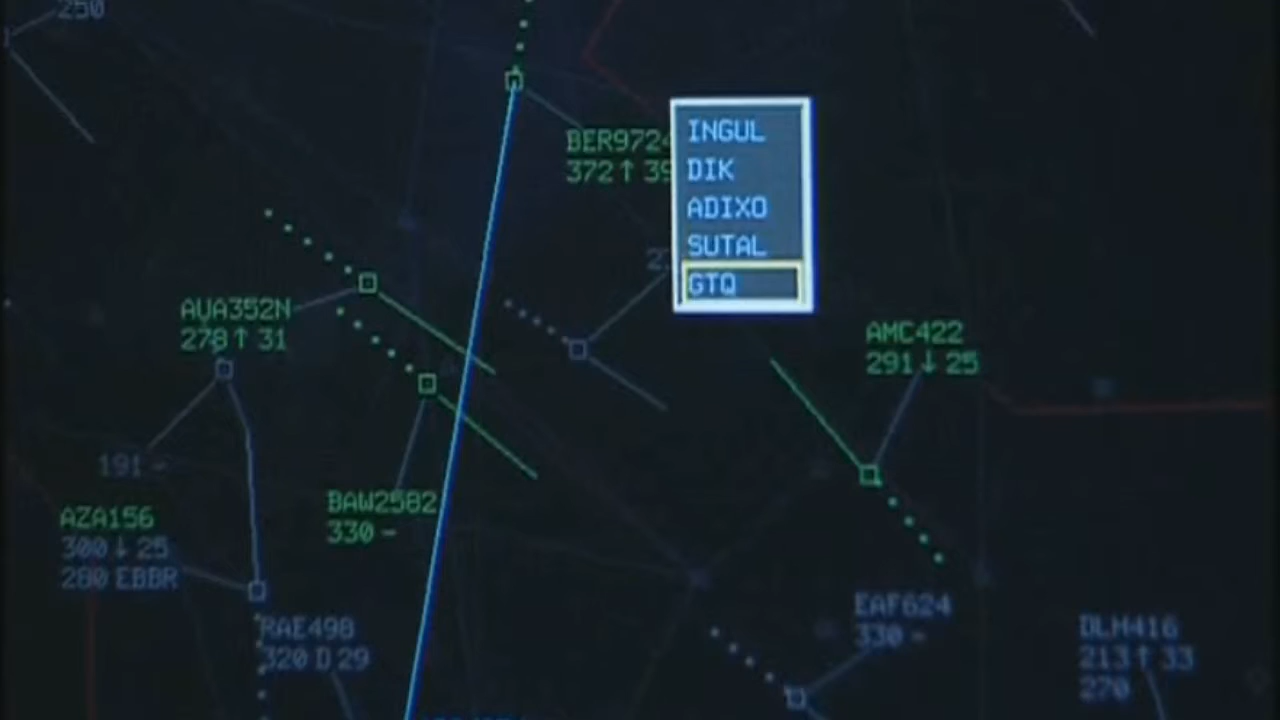 250
BER9724
372↑39
INGUL
DIK
ADIXO
SUTAL
GTQ
AUA352N
278↑31
AMC422
291↓25
191-
BAW2582
330-
AZA156
300↓25
280 EBBR
RAE498
320 D 29
EAF624
330-
DLH416
213↑33
270